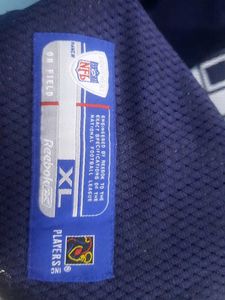 NFL
ON FIELD
ENGINEERED BY REEBOK TO THE
EXACT SPECIFICATIONS OF THE
NATIONAL FOOTBALL LEAGUE
Reebok
XL
PLAYERS
INC